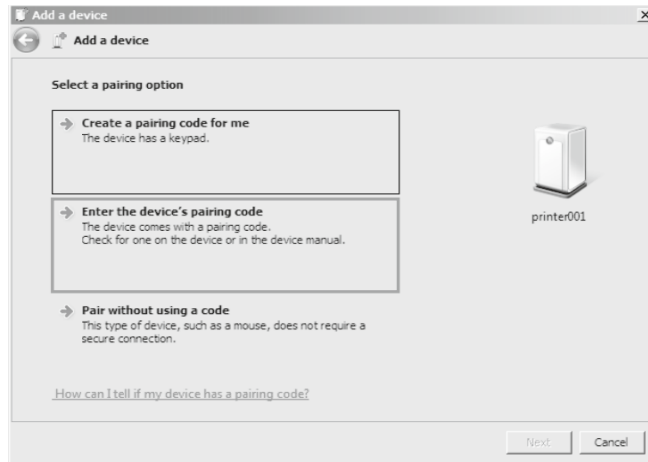 Add a device
Add a device
Select a pairing option
Create a pairing code for me
The device has a keypad.
Enter the device's pairing code
The device comes with a pairing code.
Check for one on the device or in the device manual.
printer001
Pair without using a code
This type of device, such as a mouse, does not require a
secure connection.
How can I tell if my device has a pairing code?
Next
Cancel